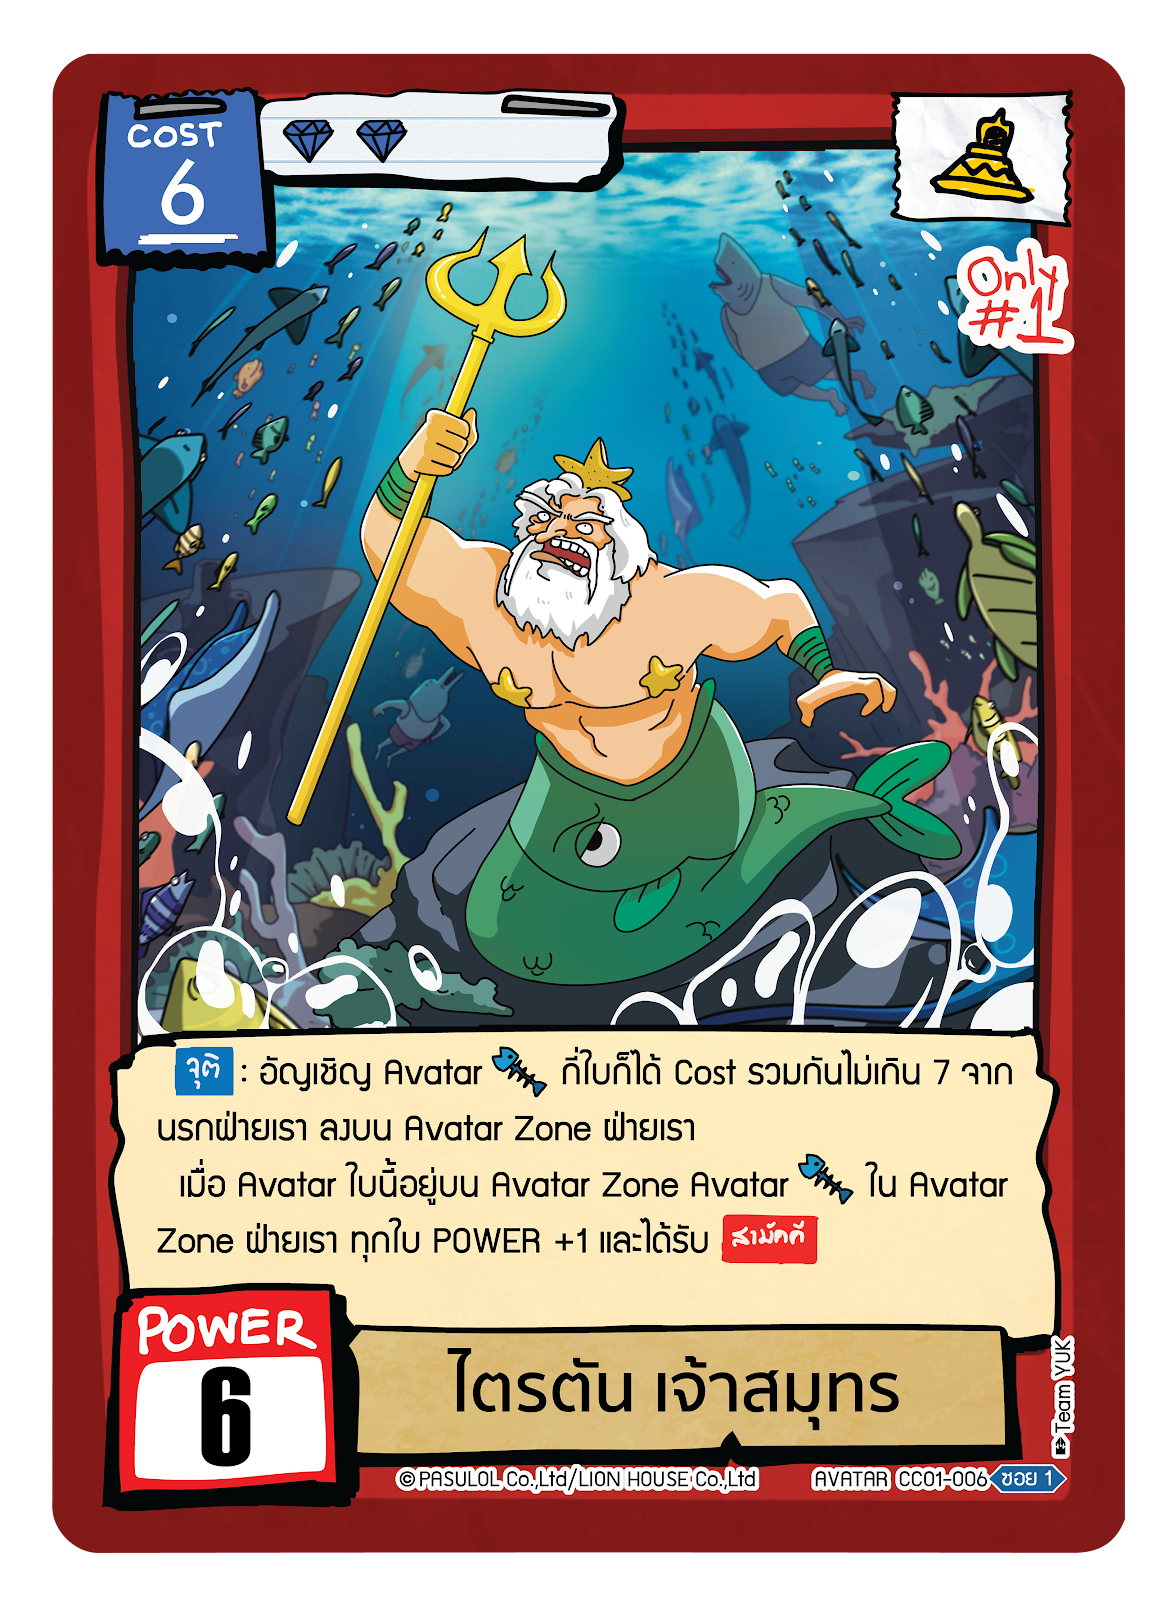 COST
6
Only
#1
จุติ : อัญเชิญ Avatar กี่ใบก็ได้ Cost รวมกันไม่เกิน 7 จาก
นรกฝ่ายเรา ลงบน Avatar Zone ฝ่ายเรา
เมื่อ Avatar ใบนี้อยู่บน Avatar Zone Avatar ใน Avatar
Zone ฝ่ายเรา ทุกใบ POWER +1 และได้รับ สามัคคี
POWER
6
ไตรตัน เจ้าสมุทร
Team YUK
© PASULOL Co.,Ltd/LION HOUSE Co.,Ltd
AVATAR CC01-006 ซอย 1